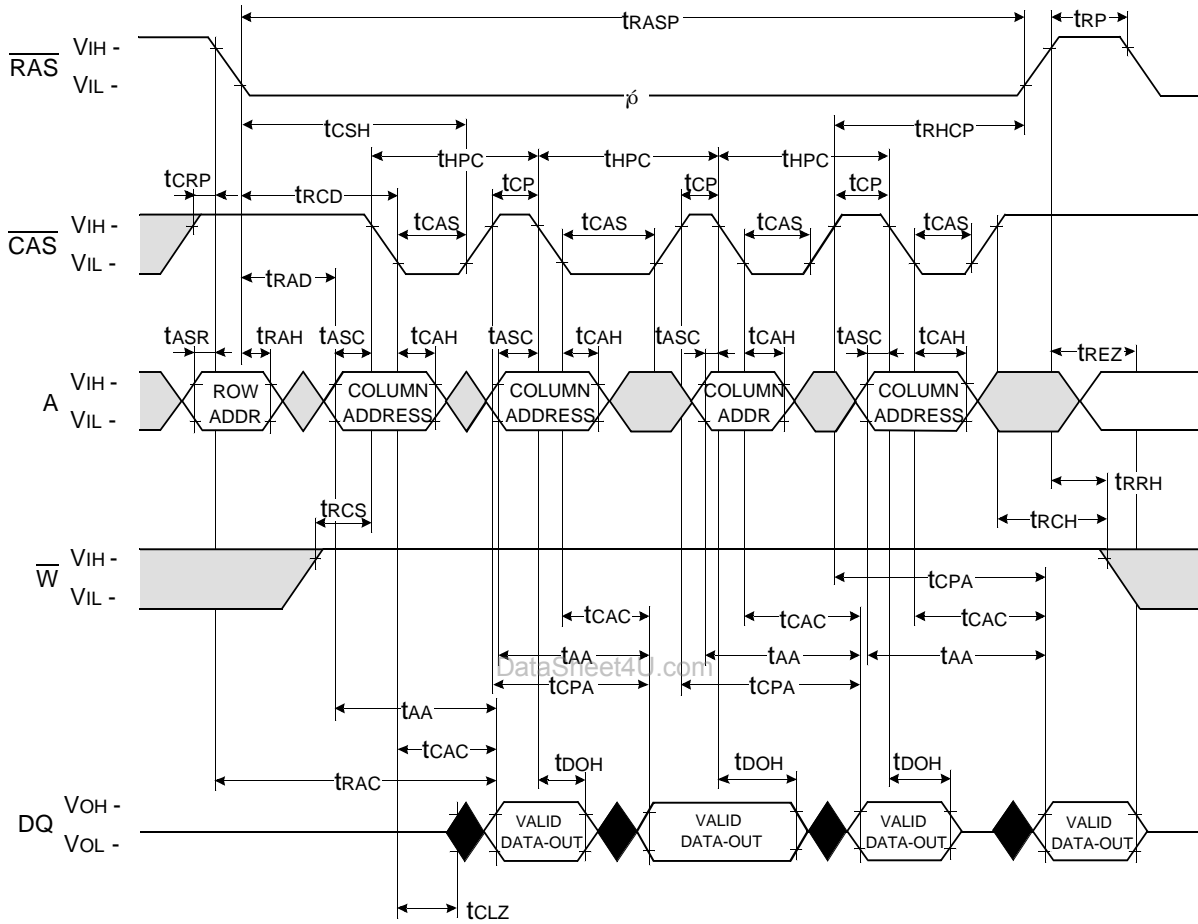 tRASP
tRP
RAS
VIH -
VIL -
ίό
tCSH
tRHCP
tHPC
tHPC
tHPC
tCRP
tRCD
tCP
tCP
tCP
CAS
VIH -
VIL -
tCAS
tCAS
tCAS
tCAS
tRAD
tASR
tRAH
tASC
tCAH
tASC
tCAH
tASC
tCAH
tASC
tCAH
tREZ
A
VIH -
VIL -
ROW
ADDR
COLUMN
ADDRESS
COLUMN
ADDRESS
COLUMN
ADDR
COLUMN
ADDRESS
tRRH
tRCS
tRCH
W
VIH -
VIL -
tCPA
tCAC
tCAC
tCAC
tAA
tAA
tAA
DataSheet4U.com
tCPA
tCPA
tAA
tCAC
tRAC
tDOH
tDOH
tDOH
DQ
VOH -
VOL -
VALID
DATA-OUT
VALID
DATA-OUT
VALID
DATA-OUT
VALID
DATA-OUT
tCLZ